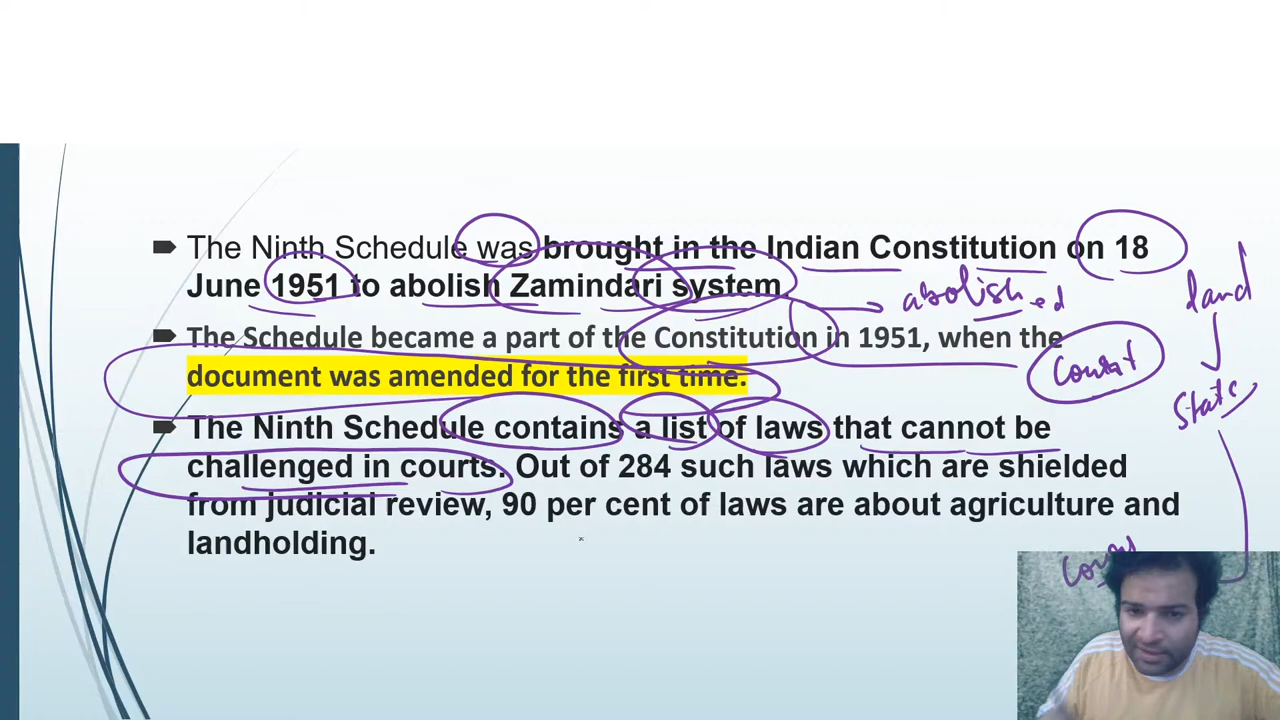 The Ninth Schedule was brought in the Indian Constitution on 18
June 1951 to abolish Zamindari system
abolished
land
The Schedule became a part of the Constitution in 1951, when the
Court
document was amended for the first time.
State
The Ninth Schedule contains a list of laws that cannot be
challenged in courts. Out of 284 such laws which are shielded
from judicial review, 90 per cent of laws are about agriculture and
landholding.